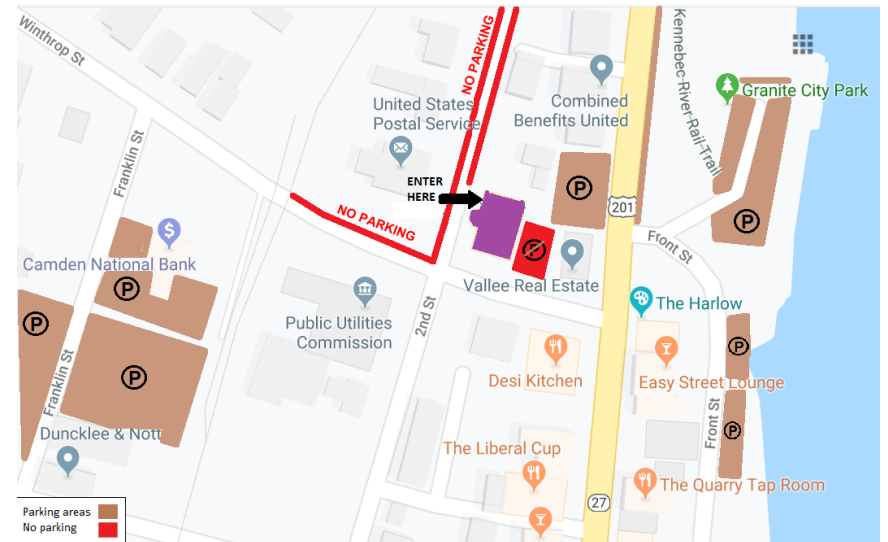 Winthrop St
NO PARKING
Kennebec-River-Rail-Trail
Granite City Park
United States
Postal Service
Combined
Benefits United
Franklin St
ENTER
HERE
P
201
P
NO PARKING
P
Front St
$
Camden National Bank
Vallee Real Estate
P
P
The Harlow
Public Utilities
Commission
2nd St
P
P
Desi Kitchen
Easy Street Lounge
Franklin St
Front St
P
Duncklee & Nott
The Liberal Cup
The Quarry Tap Room
27
Parking areas
No parking